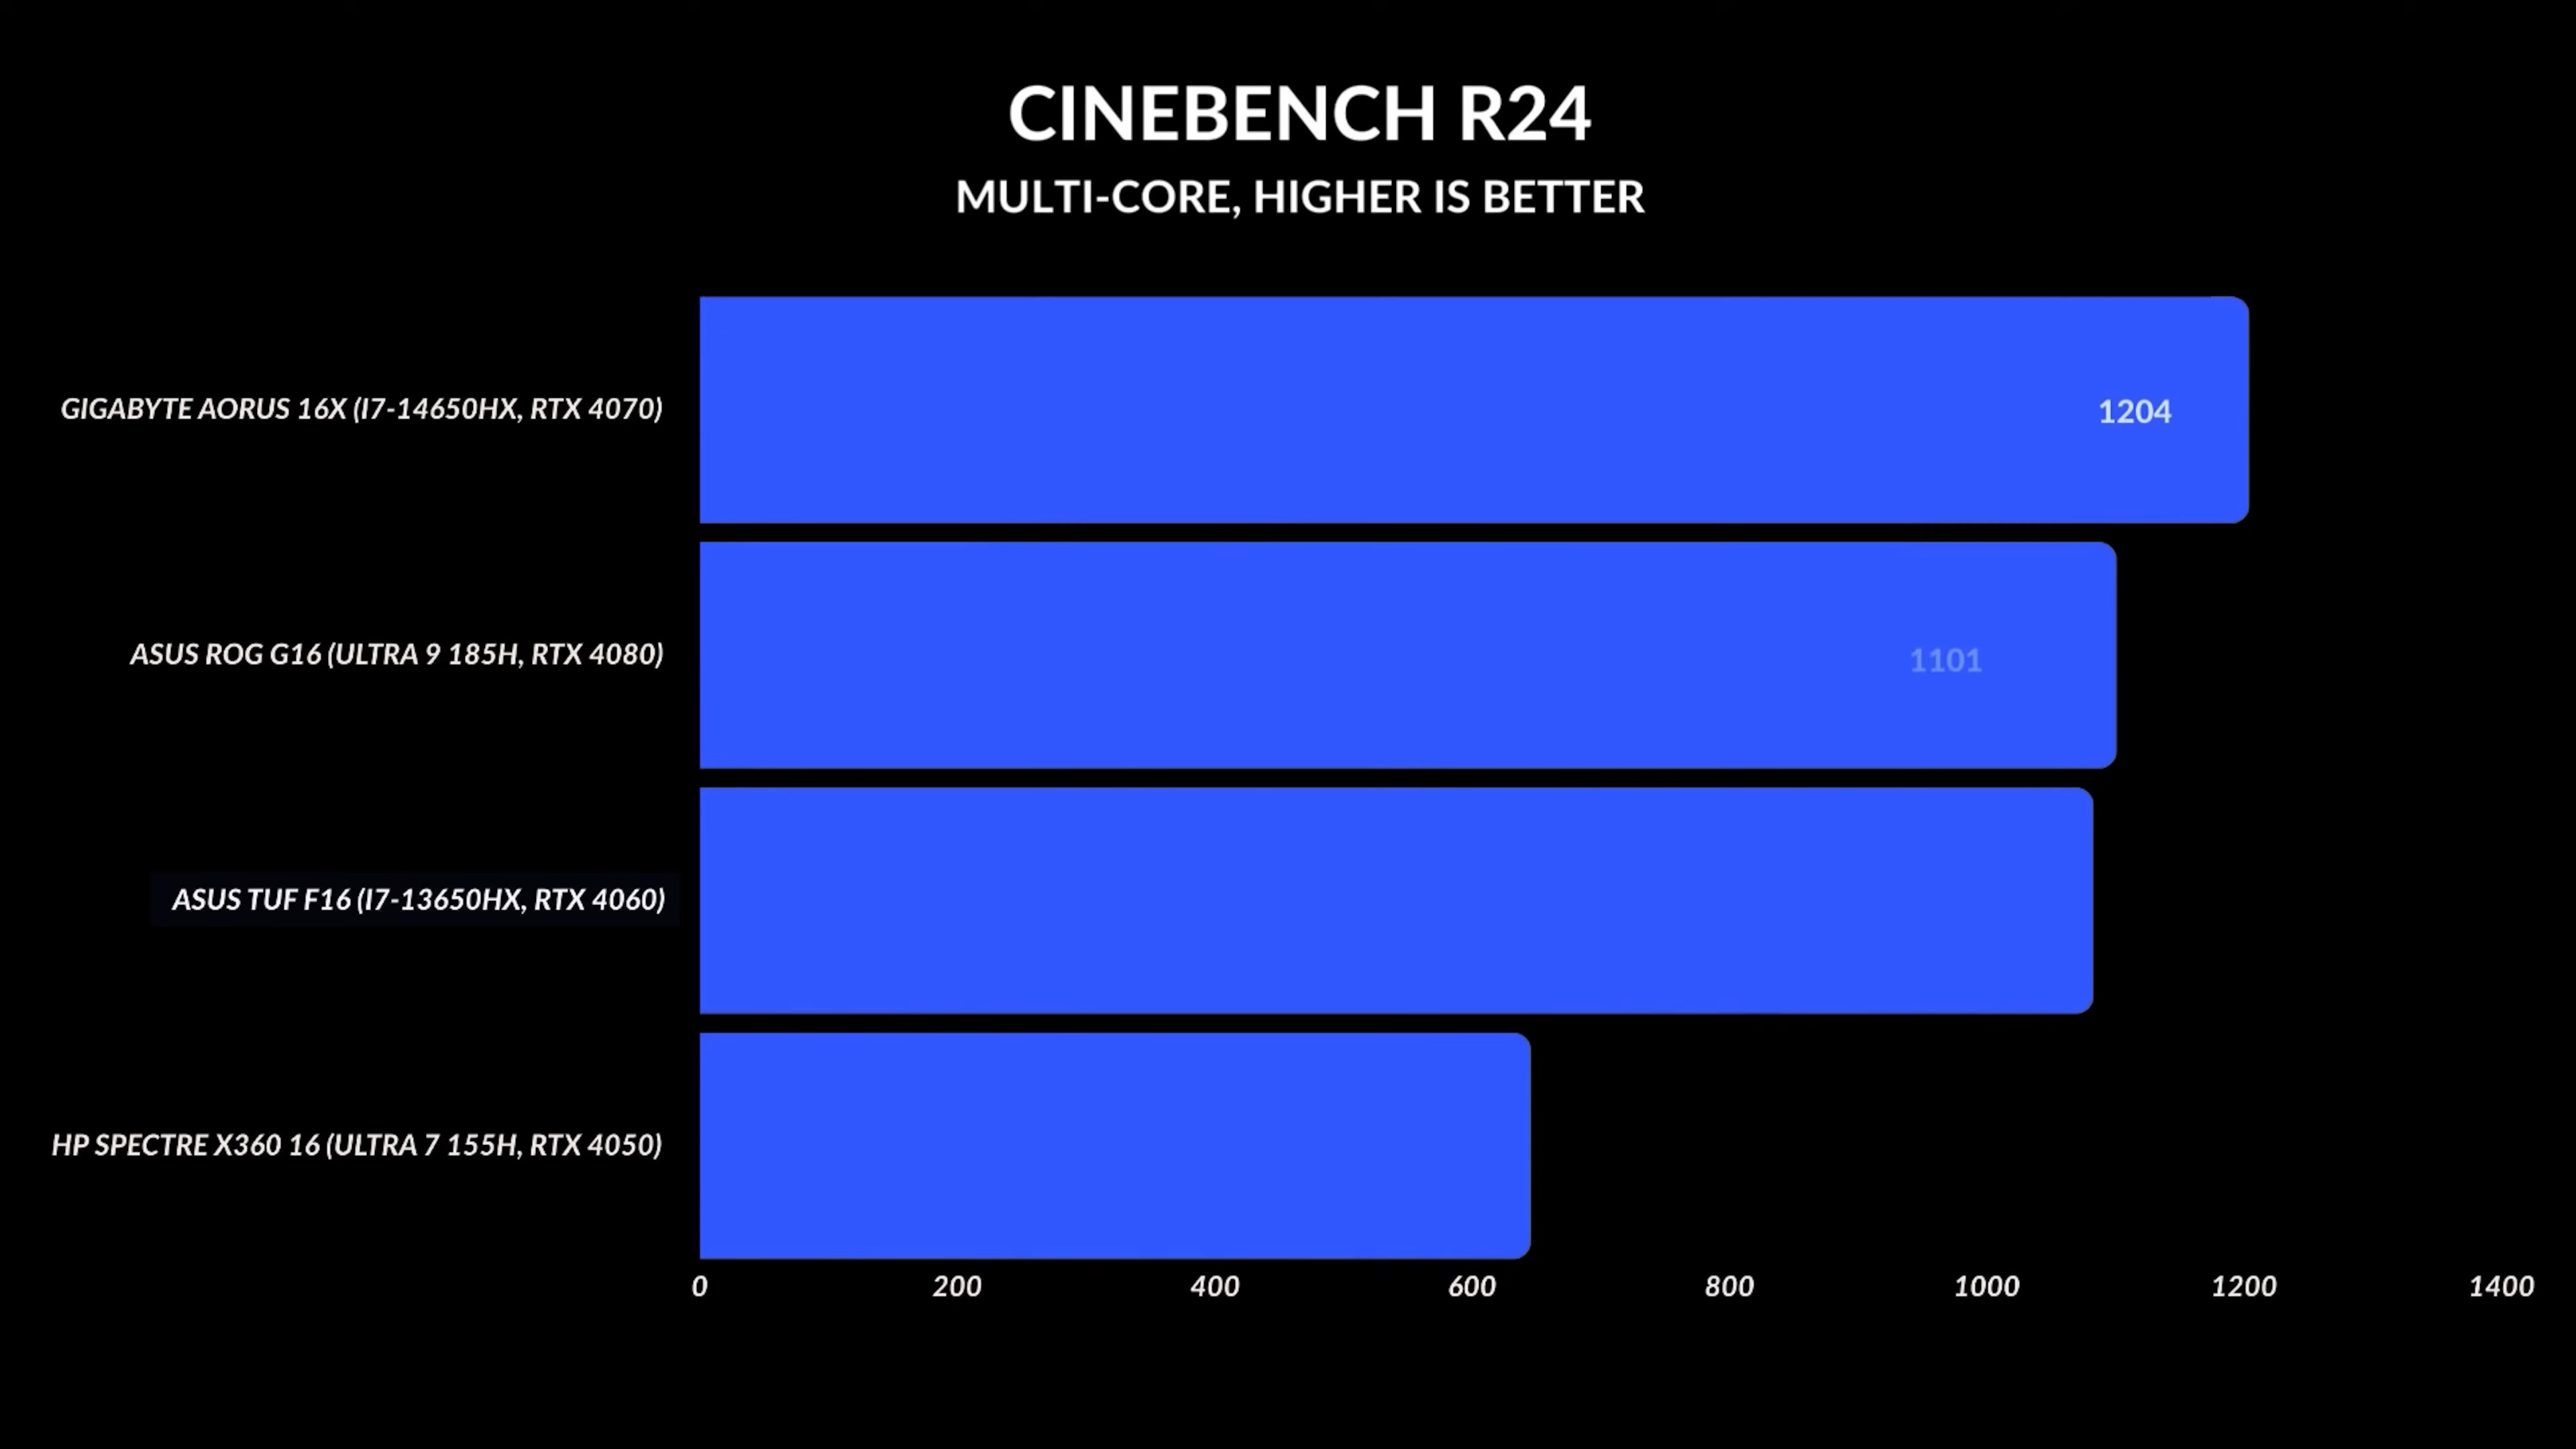 CINEBENCH R24
MULTI-CORE, HIGHER IS BETTER
GIGABYTE AORUS 16X (I7-14650HX, RTX 4070)
1204
ASUS ROG G16 (ULTRA 9 185H, RTX 4080)
1101
ASUS TUF F16 (I7-13650HX, RTX 4060)
HP SPECTRE X360 16 (ULTRA 7 155H, RTX 4050)
0 200 400 600 800 1000 1200 1400